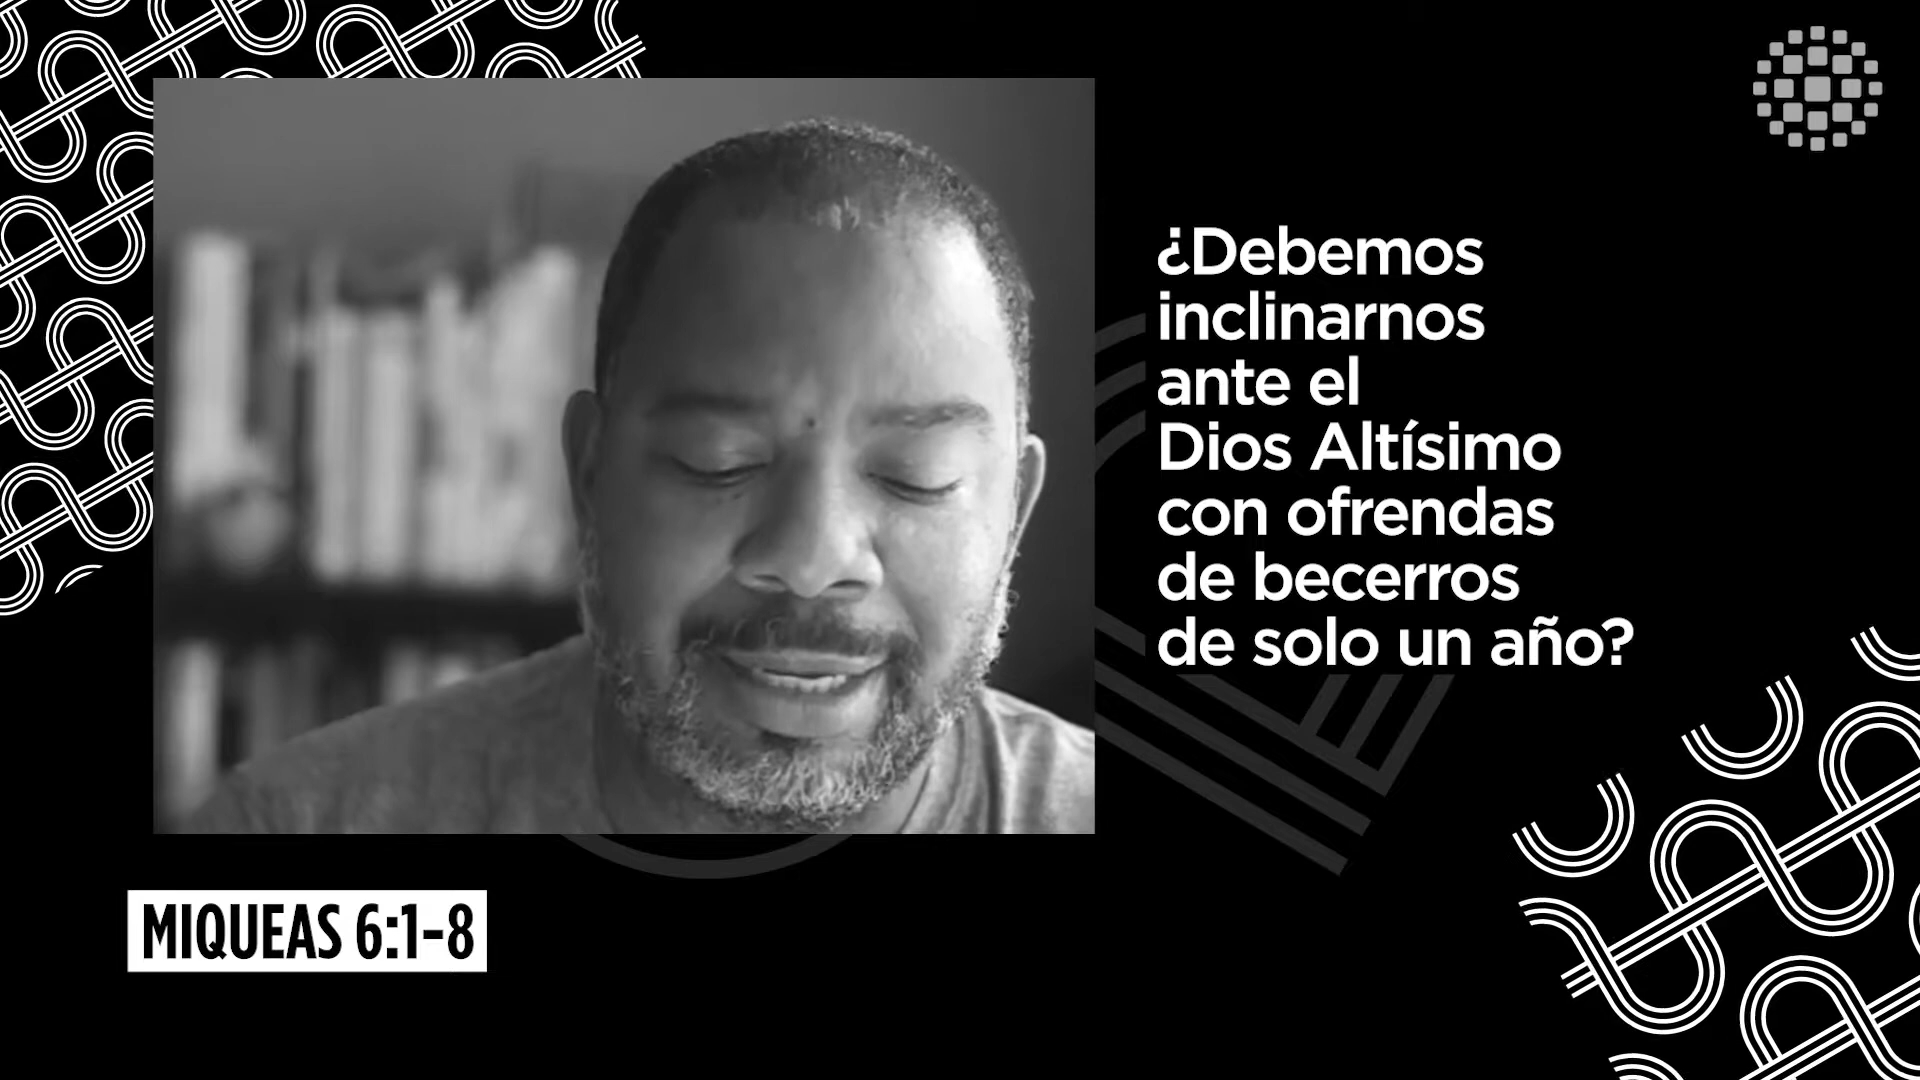 ¿Debemos
inclinarnos
ante el
Dios Altísimo
con ofrendas
de becerros
de solo un año?
MIQUEAS 6:1-8